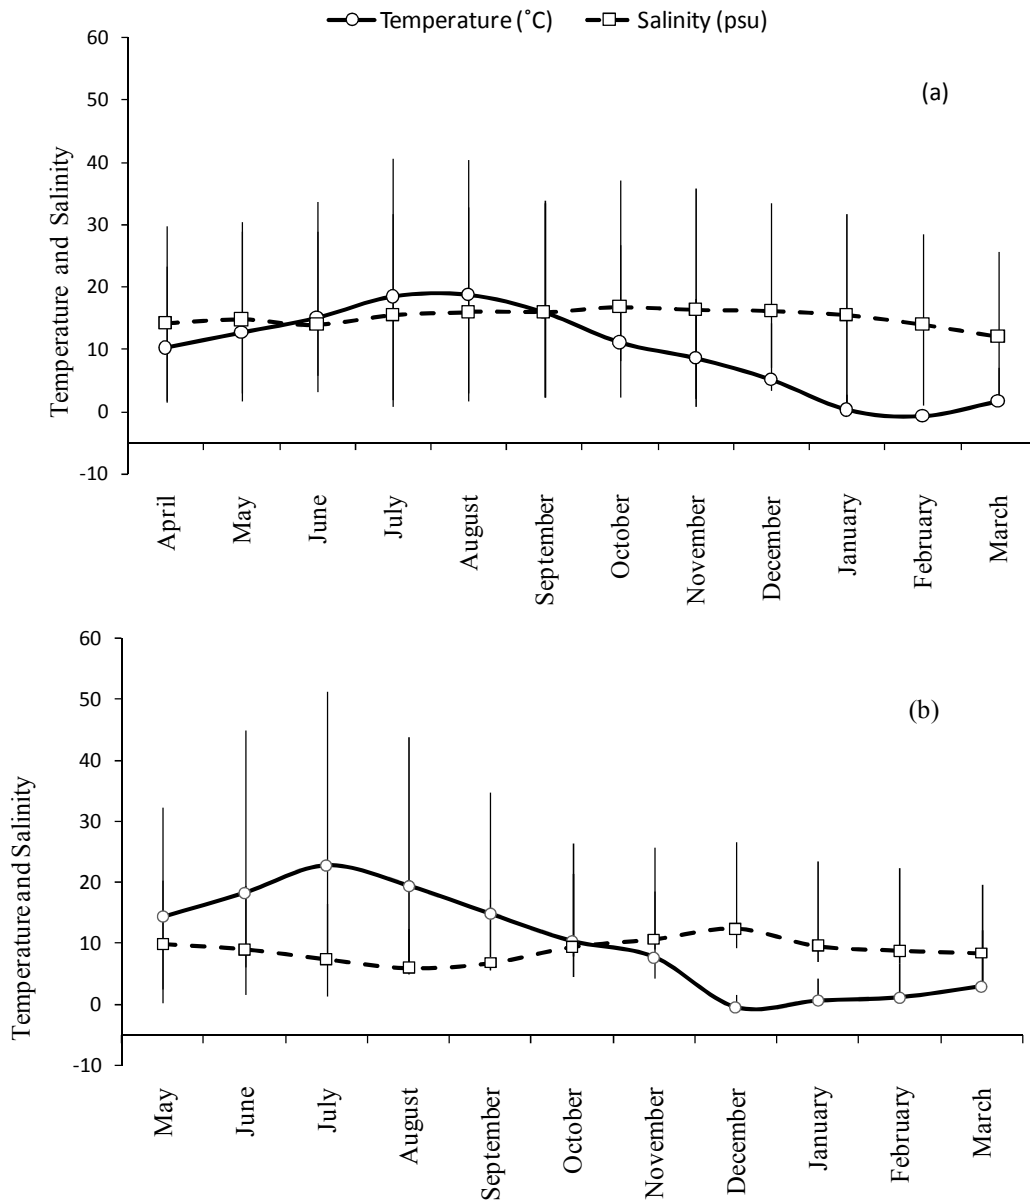 Temperature (˚C) Salinity (psu)
60
50
40
30
20
10
0
-10
Temperature and Salinity
(a)
April
May
June
July
August
September
October
November
December
January
February
March
60
50
40
30
20
10
0
-10
Temperature and Salinity
(b)
May
June
July
August
September
October
November
December
January
February
March